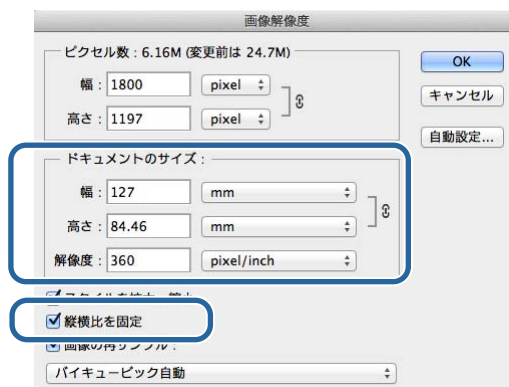 画像解像度
ピクセル数 : 6.16M (変更前は 24.7M)
幅 : 1800 pixel
高さ : 1197 pixel
OK
キャンセル
自動設定...
ドキュメントのサイズ :
幅 : 127 mm
高さ : 84.46 mm
解像度 : 360 pixel/inch
縦横比を固定
画像の再サンプル :
バイキュービック自動